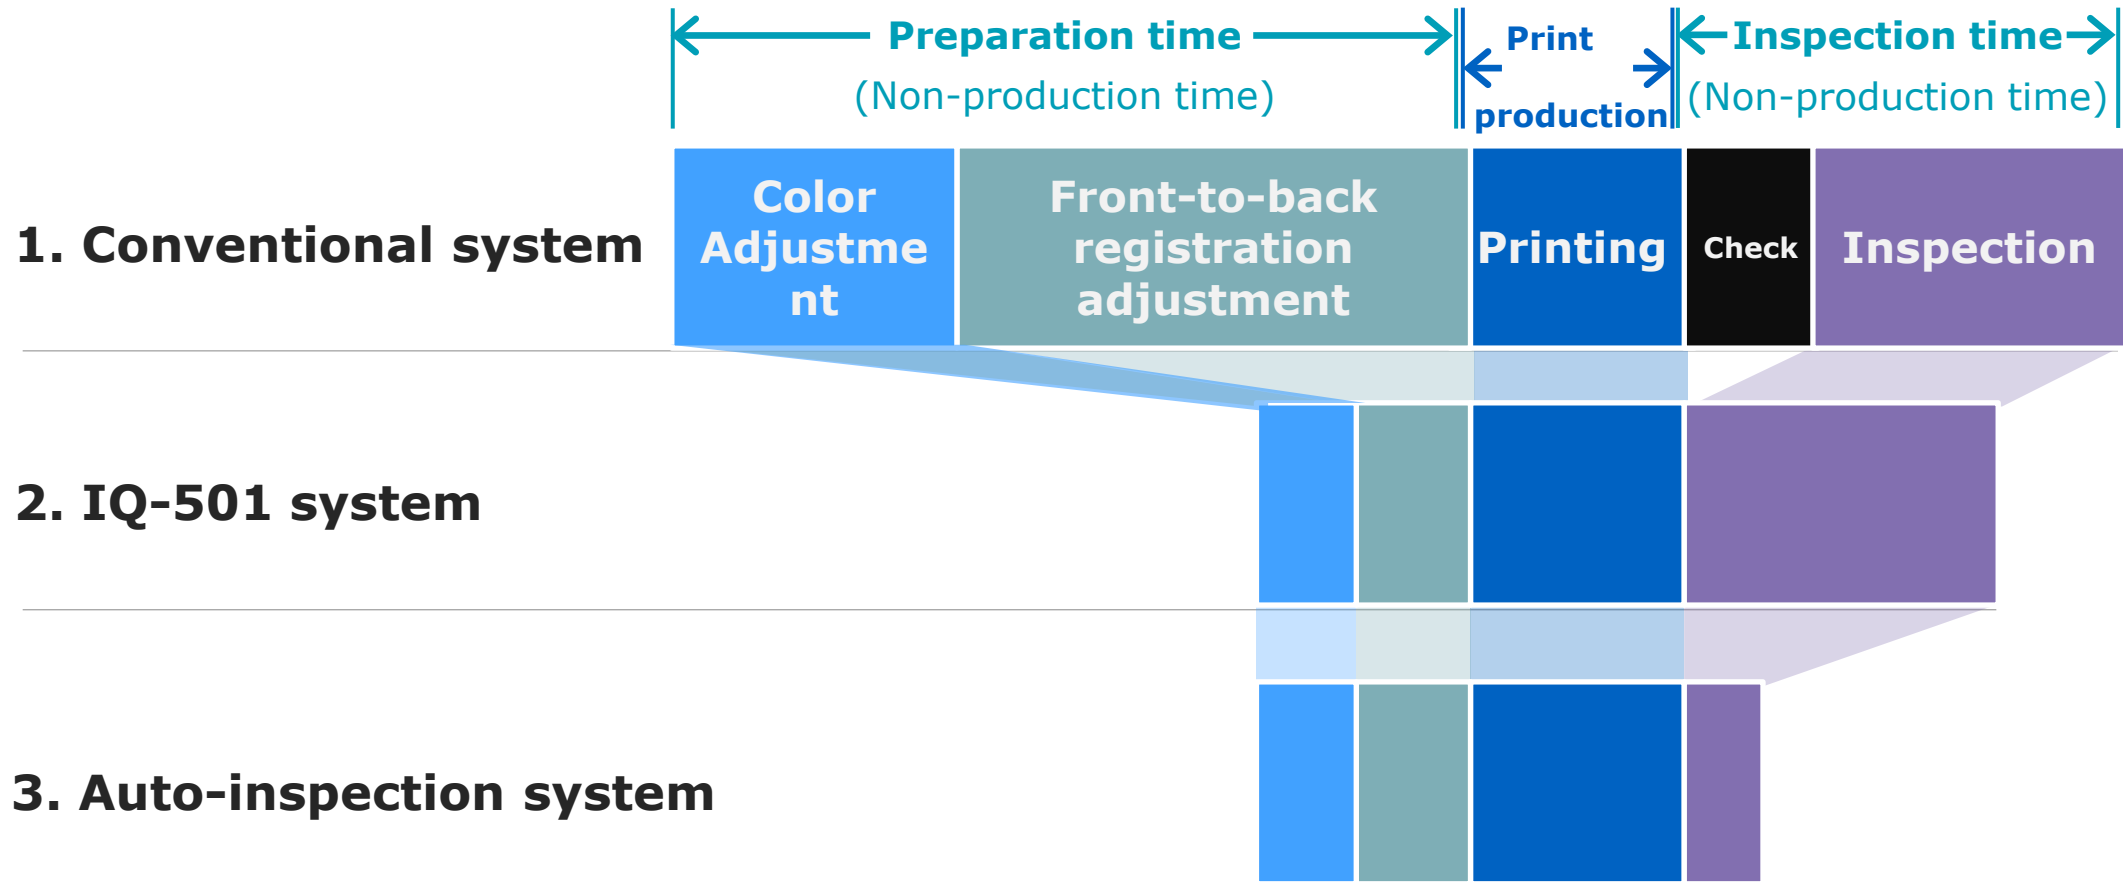 Preparation time
(Non-production time)
Print
production
Inspection time
(Non-production time)
1. Conventional system
Color
Adjustme
nt
Front-to-back
registration
adjustment
Printing
Check
Inspection
2. IQ-501 system
3. Auto-inspection system